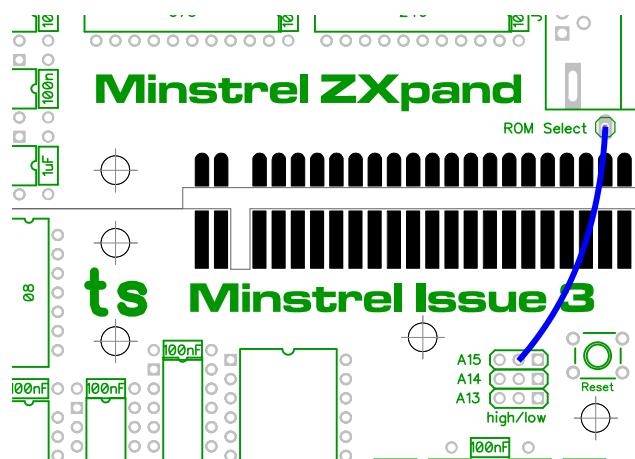 100n
Minstrel ZXpand
ROM Select
1uF
08
ts Minstrel Issue 3
100nF
A15
A14
A13
high/low
Reset
100nF
100nF
100nF